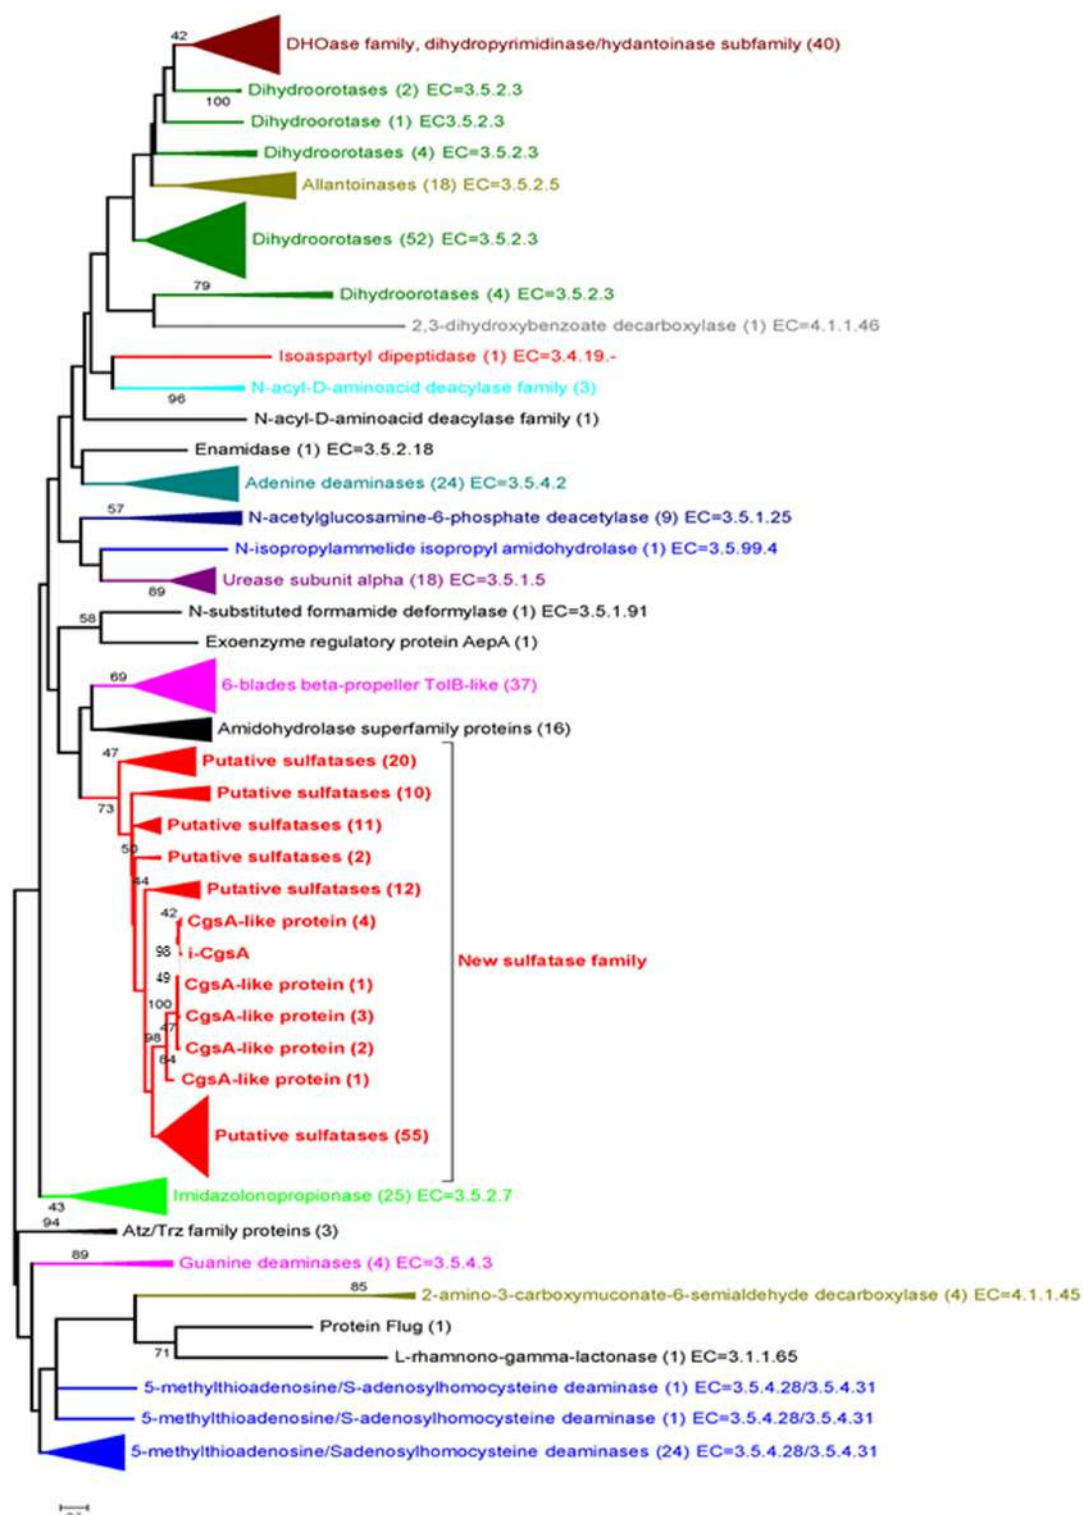 42
DHOase family, dihydropyrimidinase/hydantoinase subfamily (40)
Dihydroorotases (2) EC=3.5.2.3
100
Dihydroorotase (1) EC3.5.2.3
Dihydroorotases (4) EC=3.5.2.3
Allantoinases (18) EC=3.5.2.5
Dihydroorotases (52) EC=3.5.2.3
79
Dihydroorotases (4) EC=3.5.2.3
2,3-dihydroxybenzoate decarboxylase (1) EC=4.1.1.46
Isoaspartyl dipeptidase (1) EC=3.4.19.-
N-acyl-D-aminoacid deacylase family (3)
96
N-acyl-D-aminoacid deacylase family (1)
Enamidase (1) EC=3.5.2.18
Adenine deaminases (24) EC=3.5.4.2
57
N-acetylglucosamine-6-phosphate deacetylase (9) EC=3.5.1.25
N-isopropylammelide isopropyl amidohydrolase (1) EC=3.5.99.4
Urease subunit alpha (18) EC=3.5.1.5
89
N-substituted formamide deformylase (1) EC=3.5.1.91
58
Exoenzyme regulatory protein AepA (1)
69
6-blades beta-propeller TolB-like (37)
Amidohydrolase superfamily proteins (16)
47
Putative sulfatases (20)
Putative sulfatases (10)
73
Putative sulfatases (11)
50
Putative sulfatases (2)
44
Putative sulfatases (12)
42
CgsA-like protein (4)
98
i-CgsA
New sulfatase family
49
CgsA-like protein (1)
100
CgsA-like protein (3)
47
98
CgsA-like protein (2)
84
CgsA-like protein (1)
Putative sulfatases (55)
Imidazolonopropionase (25) EC=3.5.2.7
43
94
Atz/Trz family proteins (3)
89
Guanine deaminases (4) EC=3.5.4.3
85
2-amino-3-carboxymuconate-6-semialdehyde decarboxylase (4) EC=4.1.1.45
Protein Flug (1)
71
L-rhamnono-gamma-lactonase (1) EC=3.1.1.65
5-methylthioadenosine/S-adenosylhomocysteine deaminase (1) EC=3.5.4.28/3.5.4.31
5-methylthioadenosine/S-adenosylhomocysteine deaminase (1) EC=3.5.4.28/3.5.4.31
5-methylthioadenosine/Sadenosylhomocysteine deaminases (24) EC=3.5.4.28/3.5.4.31